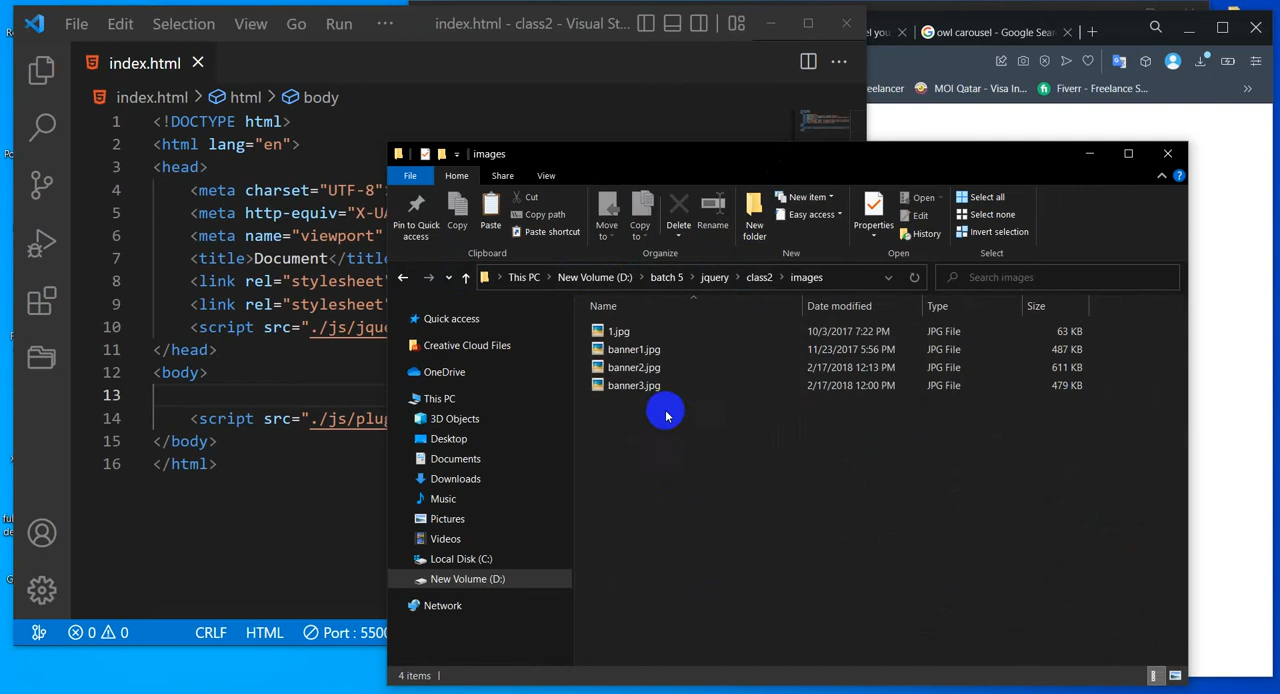 File Edit Selection View Go Run ··· index.html - class2 - Visual St...
index.html
index.html > html > body
1 <!DOCTYPE html>
2 <html lang="en">
3 <head>
4 <meta charset="UTF-8"
5 <meta http-equiv="X-UA
6 <meta name="viewport"
7 <title>Document</title
8 <link rel="stylesheet"
9 <link rel="stylesheet"
10 <script src="./js/jque
11 </head>
12 <body>
13
14 <script src="./js/plug
15 </body>
16 </html>
0 0 CRLF HTML Port : 5500
el you owl carousel - Google Sear
eelancer MOI Qatar - Visa In... Fiverr - Freelance S... »
images
File Home Share View
Pin to Quick access
Copy
Paste
Cut
Copy path
Paste shortcut
Clipboard
Move to
Copy to
Delete
Rename
Organize
New folder
New item
Easy access
New
Properties
Open
Edit
History
Open
Select all
Select none
Invert selection
Select
This PC > New Volume (D:) > batch 5 > jquery > class2 > images
Search images
Name Date modified Type Size
1.jpg 10/3/2017 7:22 PM JPG File 63 KB
banner1.jpg 11/23/2017 5:56 PM JPG File 487 KB
banner2.jpg 2/17/2018 12:13 PM JPG File 611 KB
banner3.jpg 2/17/2018 12:00 PM JPG File 479 KB
Quick access
Creative Cloud Files
OneDrive
This PC
3D Objects
Desktop
Documents
Downloads
Music
Pictures
Videos
Local Disk (C:)
New Volume (D:)
Network
4 items